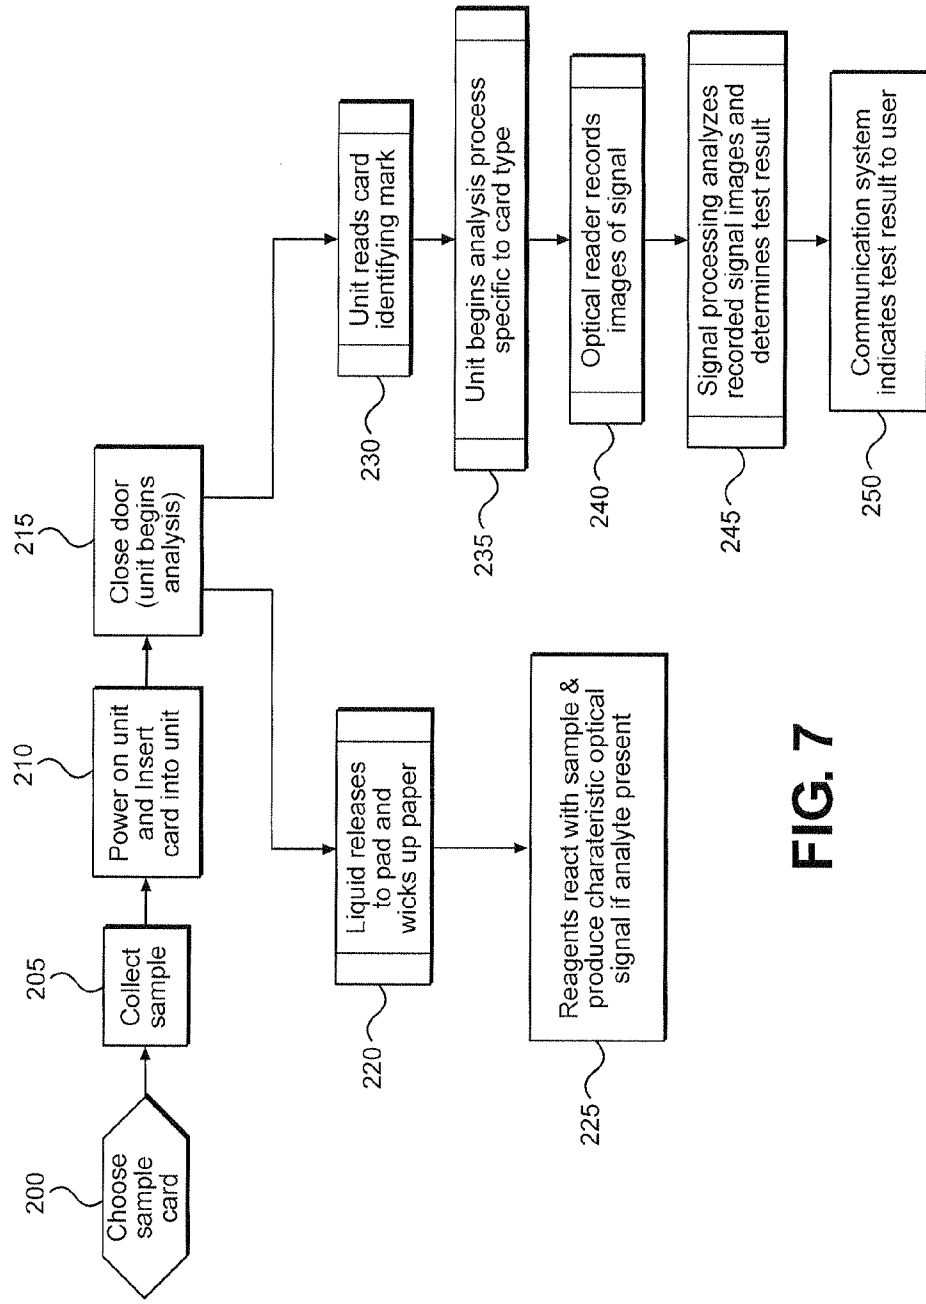 200
Choose
sample
card
205
Collect
sample
210
Power on unit
and Insert
card into unit
215
Close door
(unit begins
analysis)
220
Liquid releases
to pad and
wicks up paper
225
Reagents react with sample &
produce charateristic optical
signal if analyte present
230
Unit reads card
identifying mark
235
Unit begins analysis process
specific to card type
240
Optical reader records
images of signal
245
Signal processing analyzes
recorded signal images and
determines test result
250
Communication system
indicates test result to user
FIG. 7